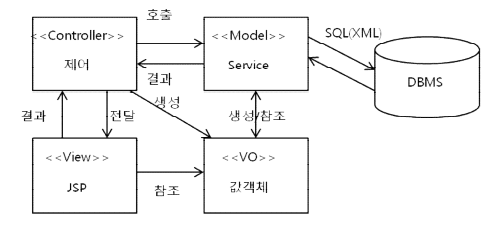 호출
<<Controller>>
제어
<<Model>>
Service
SQL(XML)
DBMS
결과
생성
결과
전달
생성/참조
<<View>>
JSP
참조
<<VO>>
값객체